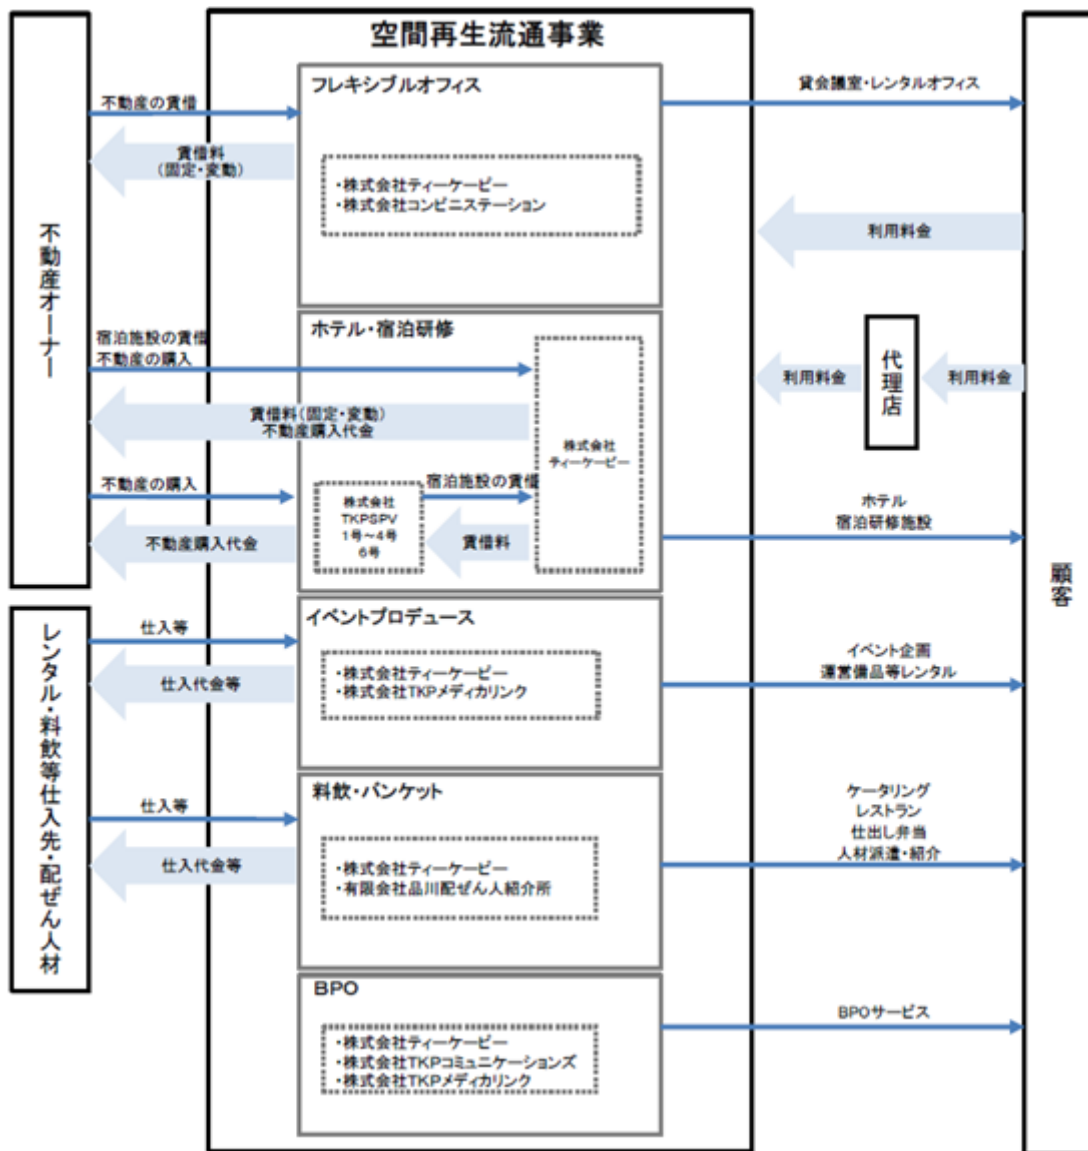 空間再生流通事業
不動産オーナー
レンタル・料飲等仕入先・配ぜん人材
フレキシブルオフィス
不動産の賃借
賃借料
(固定・変動)
・株式会社ティーケーピー
・株式会社コンビニステーション
貸会議室・レンタルオフィス
利用料金
ホテル・宿泊研修
宿泊施設の賃借
不動産の購入
賃借料(固定・変動)
不動産購入代金
株式会社
ティーケーピー
不動産の購入
不動産購入代金
株式会社
TKPSPV
1号~4号
6号
宿泊施設の賃借
賃借料
利用料金
代理店
利用料金
ホテル
宿泊研修施設
顧客
イベントプロデュース
仕入等
仕入代金等
・株式会社ティーケーピー
・株式会社TKPメディカリンク
イベント企画
運営備品等レンタル
料飲・バンケット
仕入等
仕入代金等
・株式会社ティーケーピー
・有限会社品川配ぜん人紹介所
ケータリング
レストラン
仕出し弁当
人材派遣・紹介
BPO
・株式会社ティーケーピー
・株式会社TKPコミュニケーションズ
・株式会社TKPメディカリンク
BPOサービス